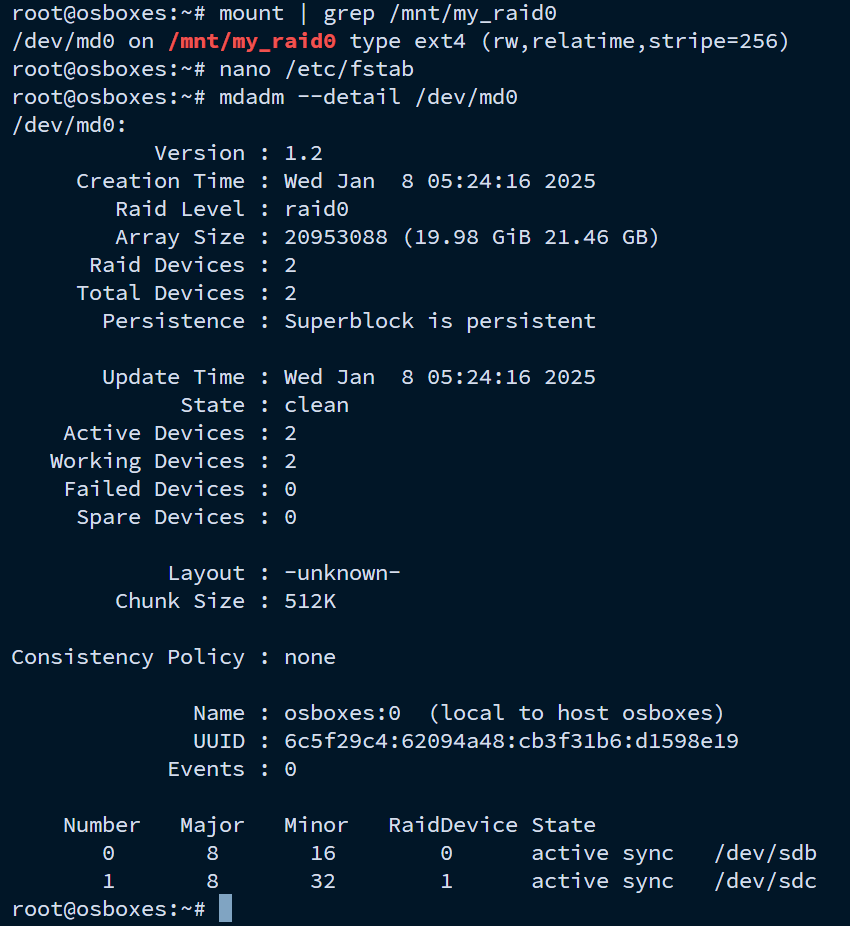 root@osboxes:~# mount | grep /mnt/my_raid0
/dev/md0 on /mnt/my_raid0 type ext4 (rw,relatime,stripe=256)
root@osboxes:~# nano /etc/fstab
root@osboxes:~# mdadm --detail /dev/md0
/dev/md0:
           Version : 1.2
     Creation Time : Wed Jan  8 05:24:16 2025
        Raid Level : raid0
        Array Size : 20953088 (19.98 GiB 21.46 GB)
      Raid Devices : 2
     Total Devices : 2
       Persistence : Superblock is persistent

       Update Time : Wed Jan  8 05:24:16 2025
             State : clean
    Active Devices : 2
   Working Devices : 2
    Failed Devices : 0
     Spare Devices : 0

            Layout : -unknown-
        Chunk Size : 512K

Consistency Policy : none

              Name : osboxes:0  (local to host osboxes)
              UUID : 6c5f29c4:62094a48:cb3f31b6:d1598e19
            Events : 0

    Number   Major   Minor   RaidDevice State
       0       8       16        0      active sync   /dev/sdb
       1       8       32        1      active sync   /dev/sdc
root@osboxes:~#